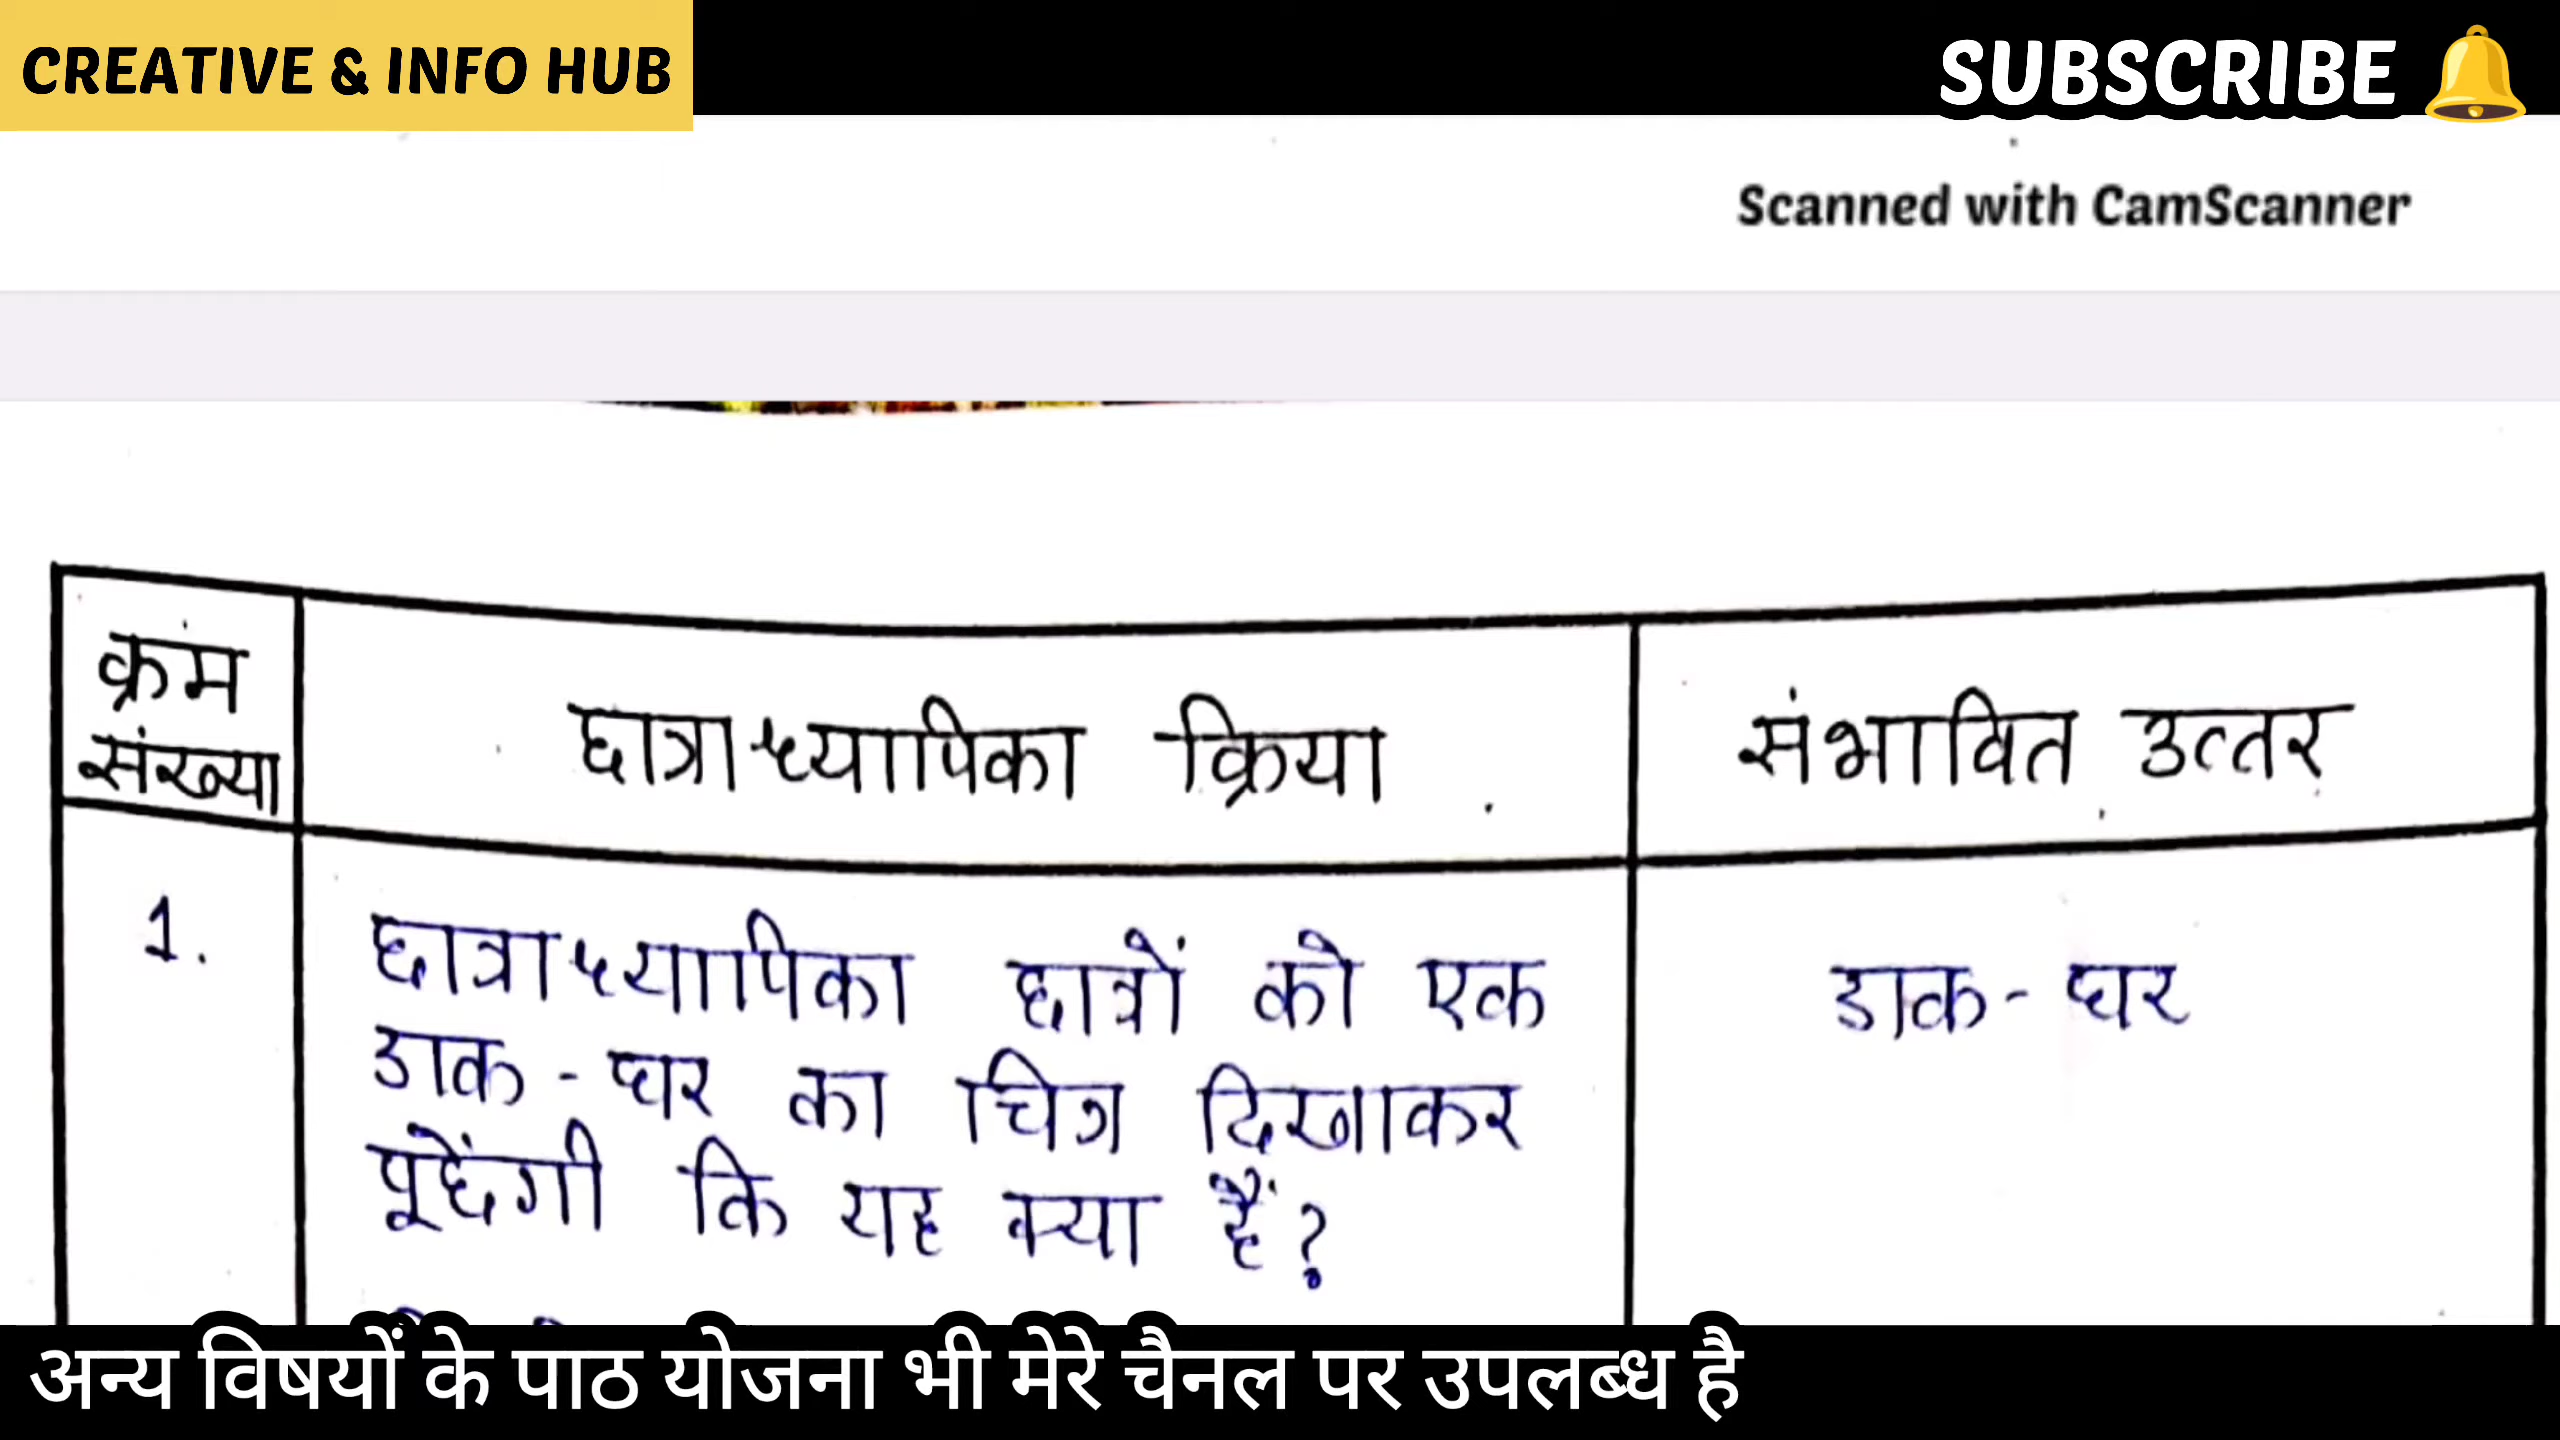 CREATIVE & INFO HUB
SUBSCRIBE
Scanned with CamScanner
क्रंम
संख्या
छात्राध्यापिका क्रिया
संभावित उत्तर
1.
छात्राध्यापिका छात्रों को एक
डाक - घर का चित्र दिखाकर
पूछेंगी कि यह क्या हैं?
डाक - घर
अन्य विषयों के पाठ योजना भी मेरे चैनल पर उपलब्ध है